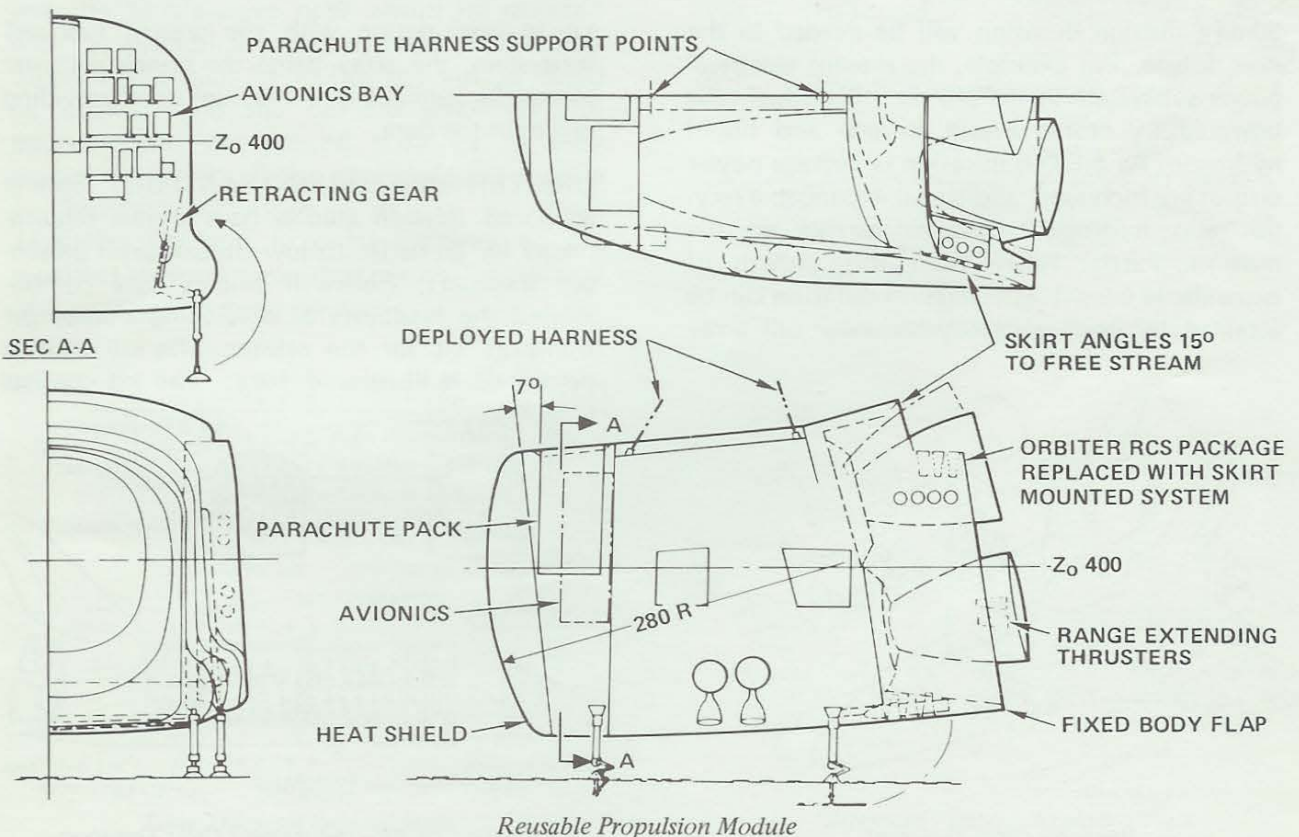 PARACHUTE HARNESS SUPPORT POINTS
AVIONICS BAY
Z₀ 400
RETRACTING GEAR
SEC A-A
DEPLOYED HARNESS
SKIRT ANGLES 15⁰
TO FREE STREAM
7⁰
A
ORBITER RCS PACKAGE
REPLACED WITH SKIRT
MOUNTED SYSTEM
PARACHUTE PACK
Z₀ 400
AVIONICS
280 R
RANGE EXTENDING
THRUSTERS
HEAT SHIELD
FIXED BODY FLAP
A
Reusable Propulsion Module